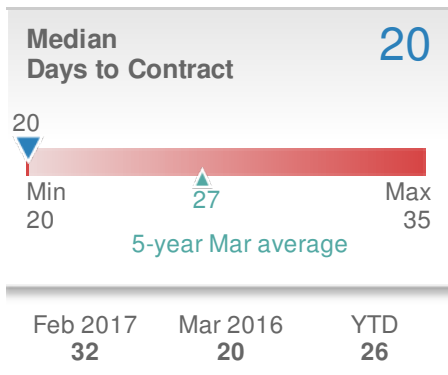 Median 20
Days to Contract
20
Min 27 Max
20 35
5-year Mar average
Feb 2017 Mar 2016 YTD
32 20 26